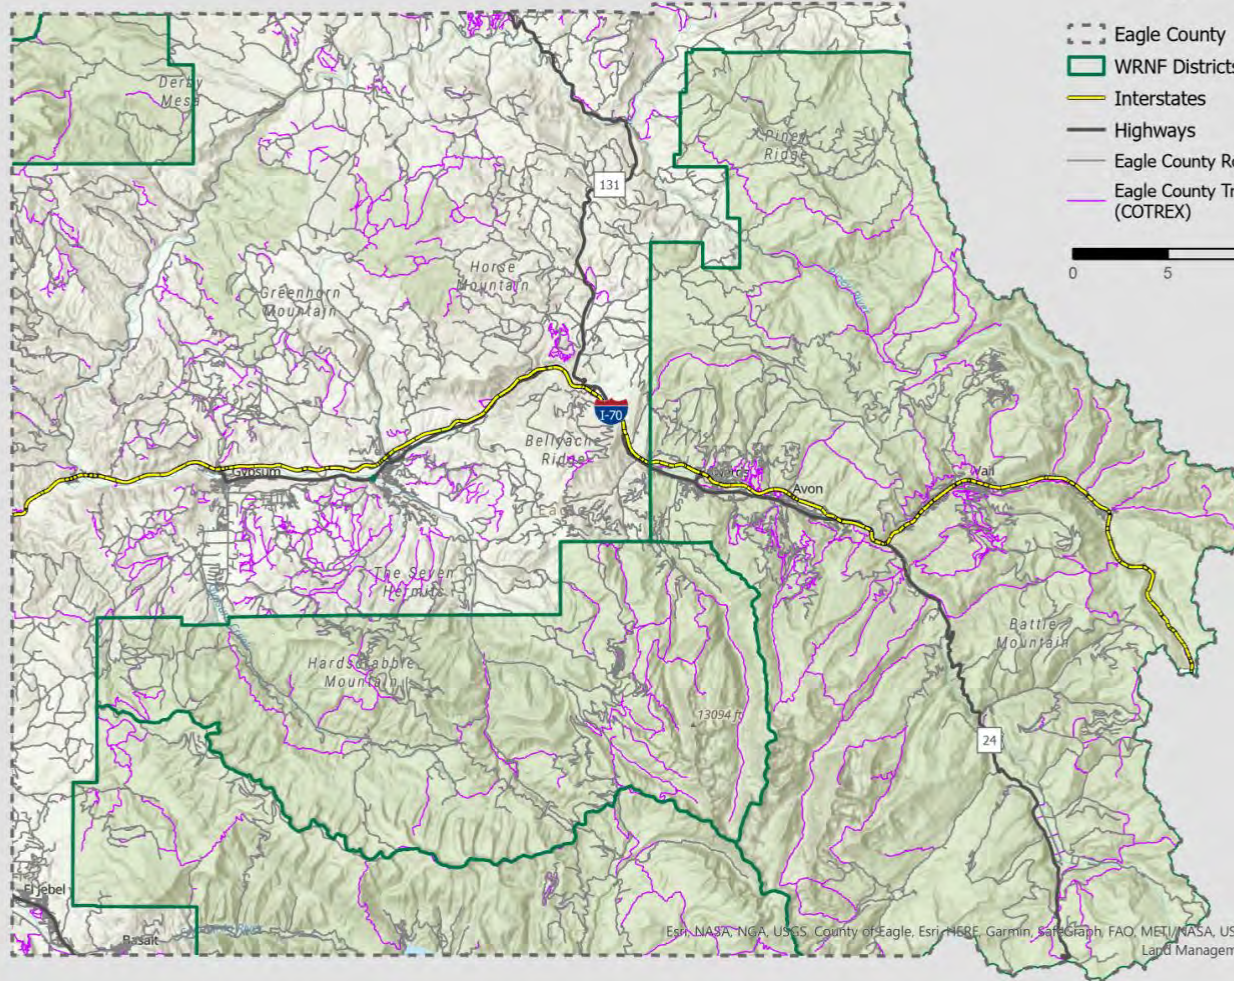 Eagle County
WRNF Districts
Interstates
Highways
Eagle County Ro
Eagle County Tr
(COTREX)
0 5
Derby
Mesa
Piney
Ridge
131
Horse
Mountain
Greenhorn
Mountain
I-70
Bellyache
Ridge
Gypsum
Avon
Vail
The Seven
Hermits
Battle
Mountain
Hardscrabble
Mountain
13094 ft
24
El Jebel
Basalt
Esri, NASA, NGA, USGS, County of Eagle, Esri, HERE, Garmin, SafeGraph, FAO, METI/NASA, US
Land Managem